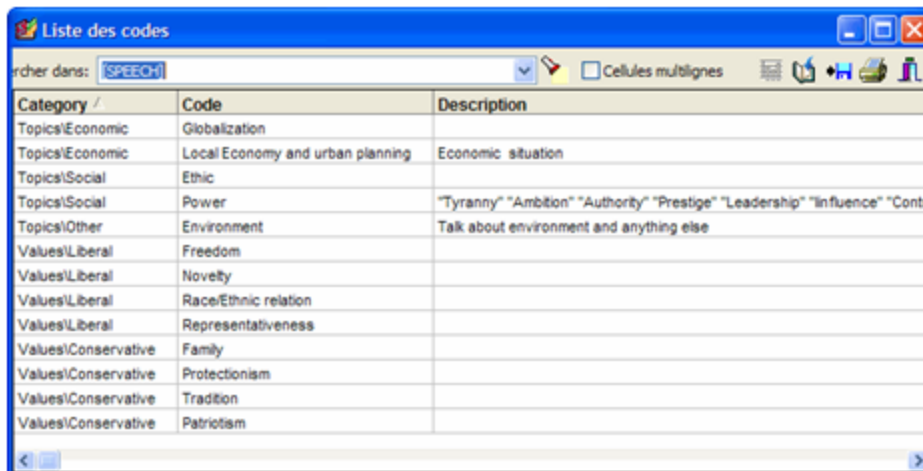 Liste des codes
rcher dans: [SPEECH] Cellules multilignes
Category Code Description
Topics\Economic Globalization
Topics\Economic Local Economy and urban planning Economic situation
Topics\Social Ethic
Topics\Social Power "Tyranny" "Ambition" "Authority" "Prestige" "Leadership" "Iinfluence" "Cont
Topics\Other Environment Talk about environment and anything else
Values\Liberal Freedom
Values\Liberal Novelty
Values\Liberal Race/Ethnic relation
Values\Liberal Representativeness
Values\Conservative Family
Values\Conservative Protectionism
Values\Conservative Tradition
Values\Conservative Patriotism